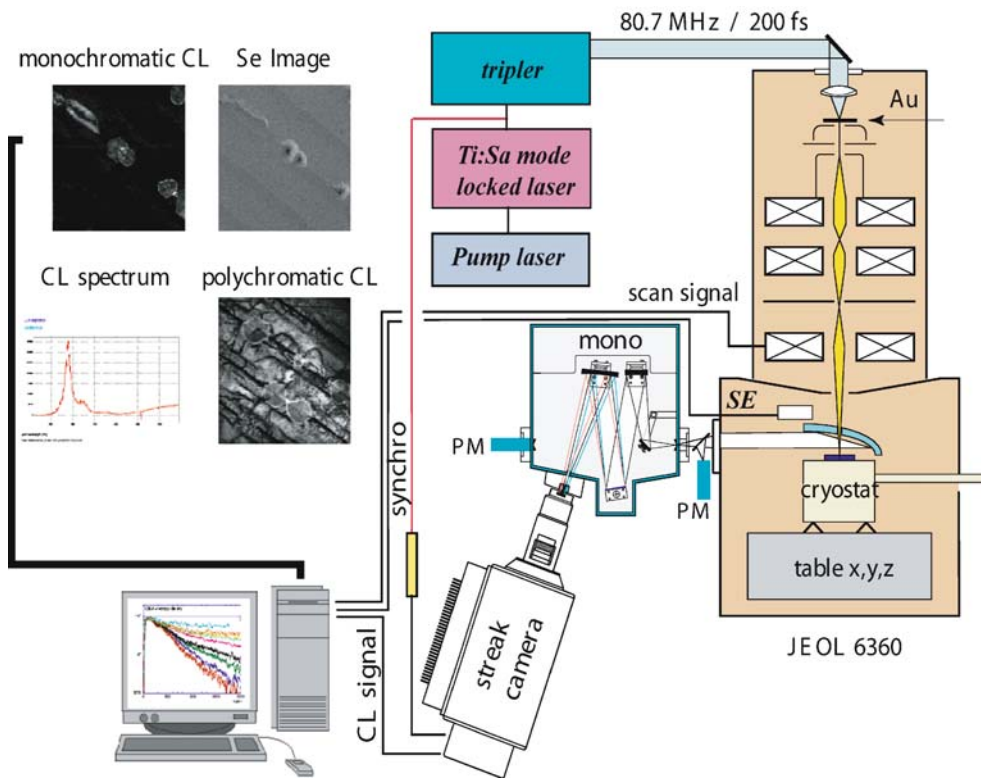 80.7 MHz / 200 fs
monochromatic CL
Se Image
tripler
Au
Ti:Sa mode
locked laser
Pump laser
CL spectrum
polychromatic CL
scan signal
mono
SE
PM
PM
cryostat
synchro
table x,y,z
streak
camera
CL signal
JEOL 6360